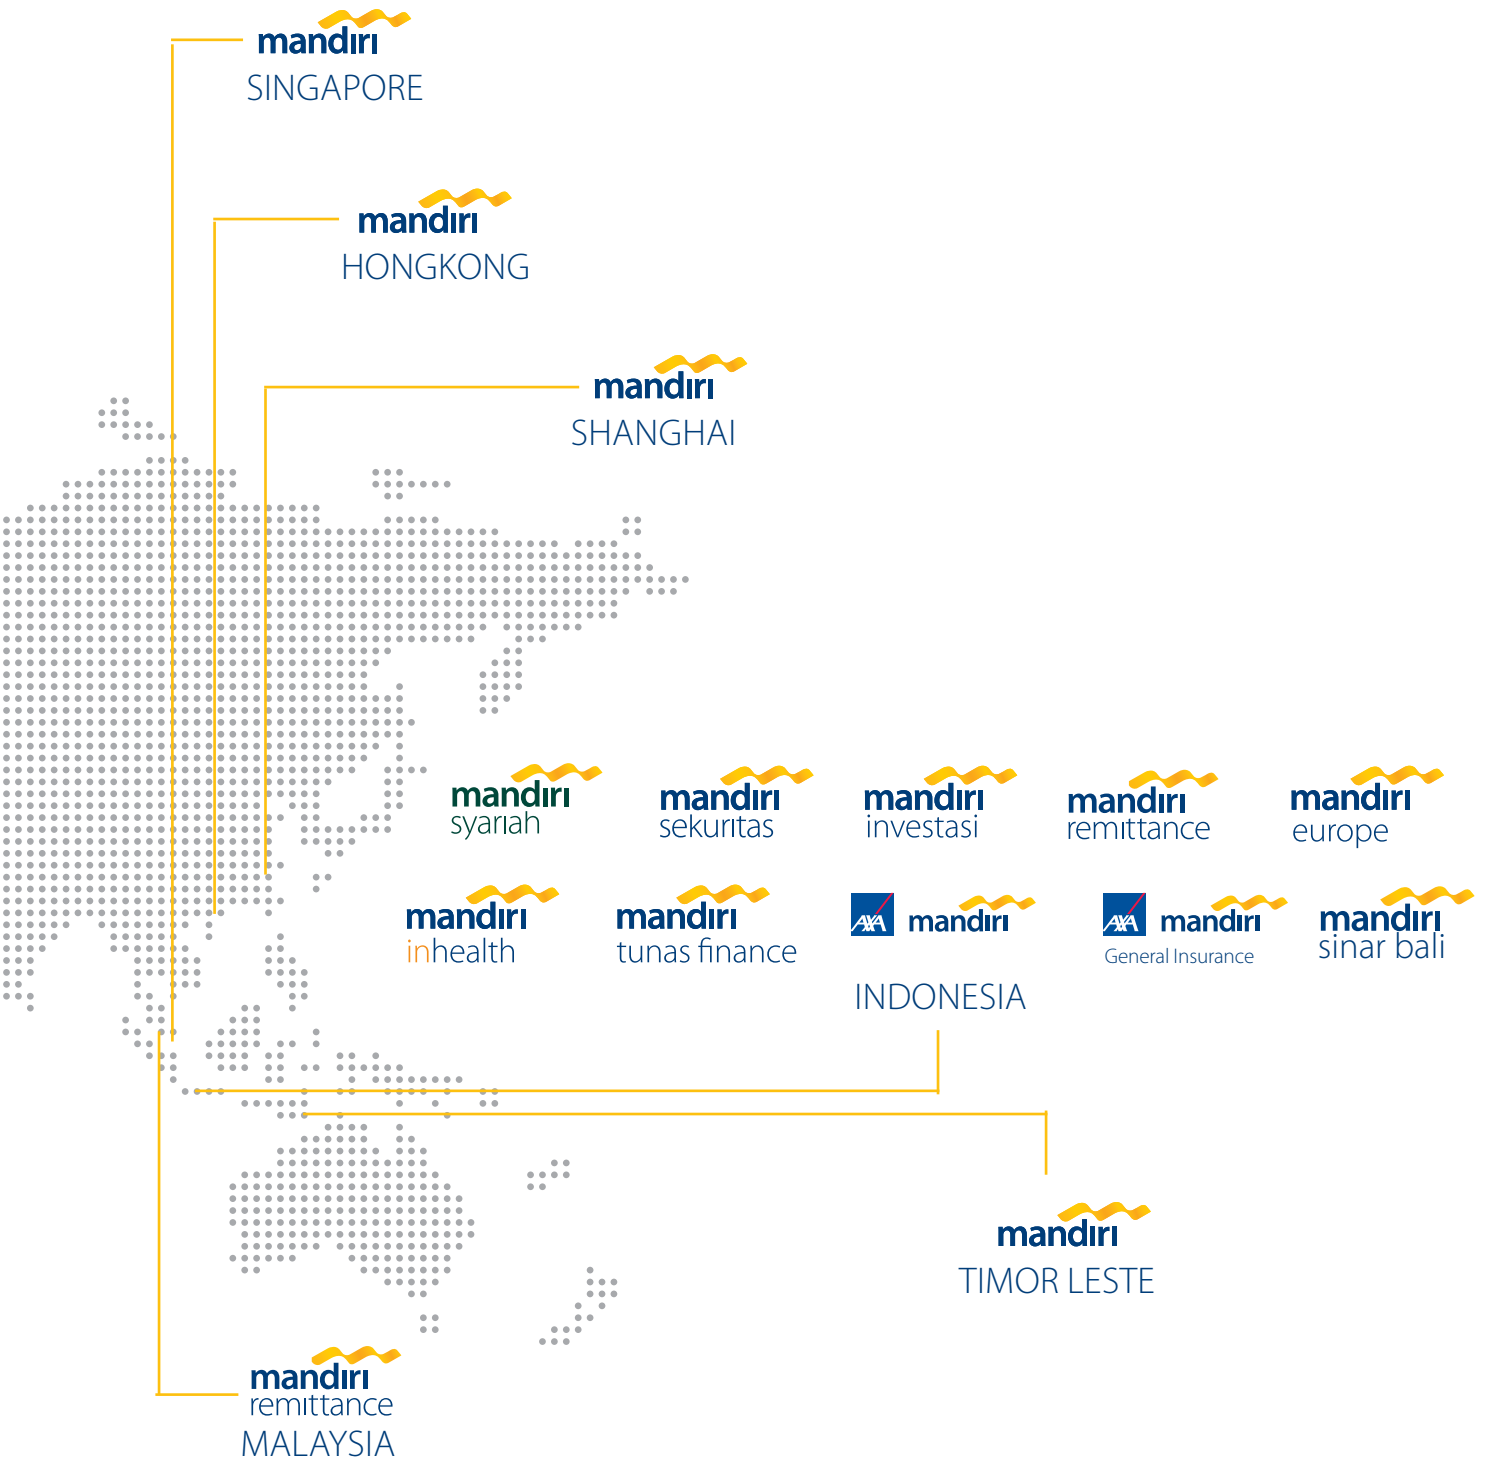 mandiri
SINGAPORE
mandiri
HONGKONG
mandiri
SHANGHAI
mandiri
syariah
mandiri
sekuritas
mandiri
investasi
mandiri
remittance
mandiri
europe
mandiri
inhealth
mandiri
tunas finance
AXA mandiri
AXA mandiri
General Insurance
mandiri
sinar bali
INDONESIA
mandiri
TIMOR LESTE
mandiri
remittance
MALAYSIA